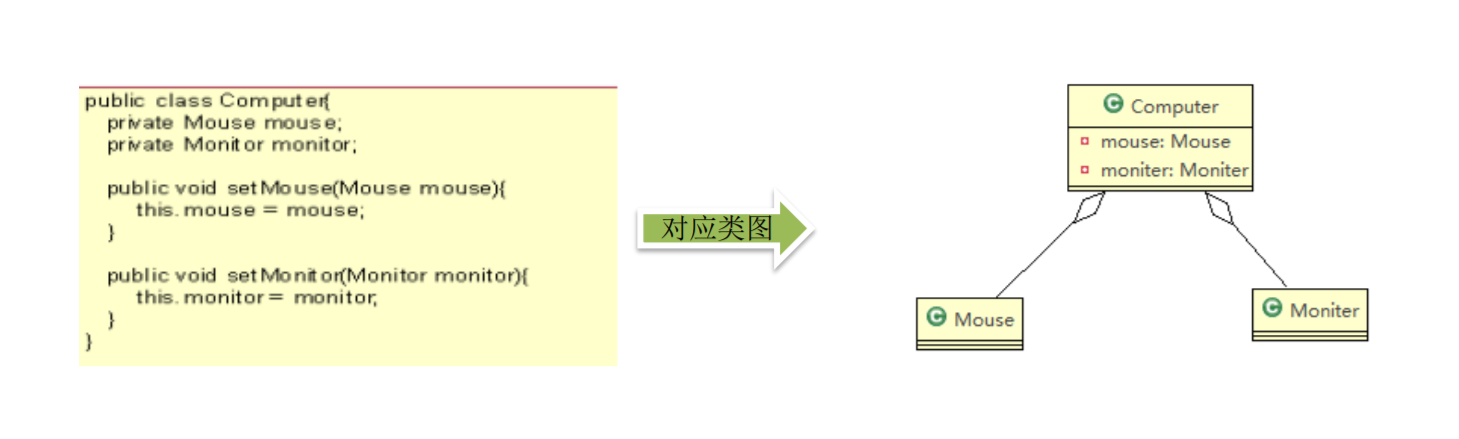 public class Computer{
private Mouse mouse;
private Monitor monitor;
public void setMouse(Mouse mouse){
this.mouse = mouse;
}
public void setMonitor(Monitor monitor){
this.monitor = monitor;
}
}
对应类图
C Computer
mouse: Mouse
moniter: Moniter
C Mouse
C Moniter